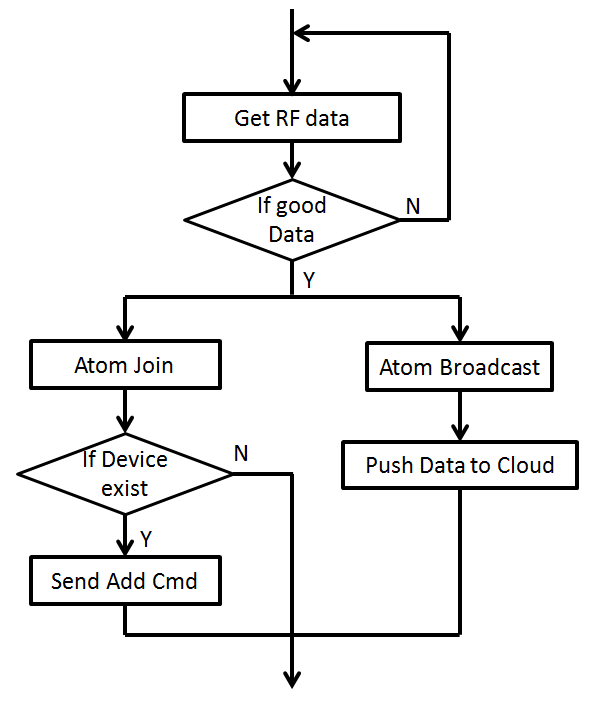 Get RF data
If good
Data
N
Y
Atom Join
Atom Broadcast
If Device
exist
N
Push Data to Cloud
Y
Send Add Cmd